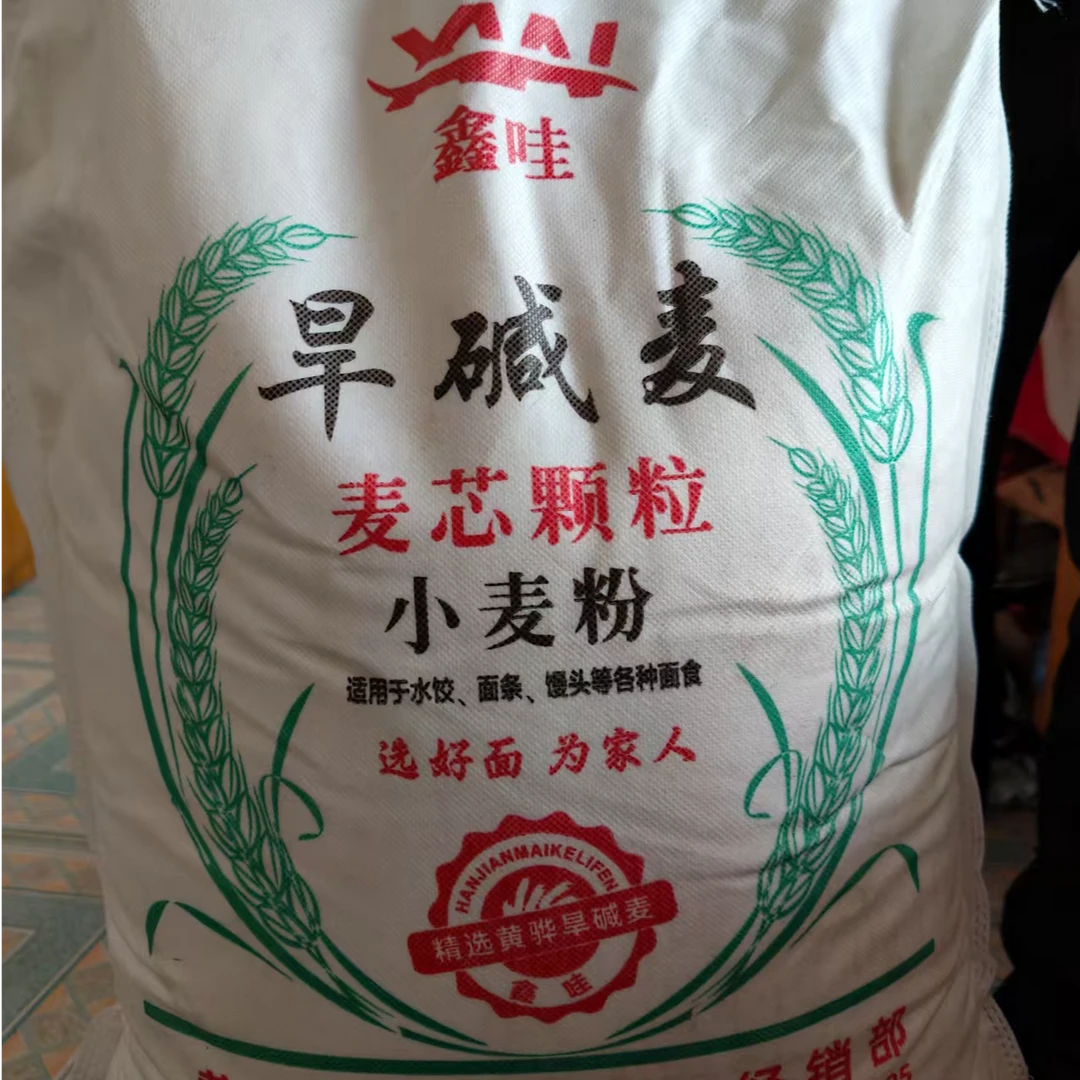 鑫哇
旱碱麦
麦芯颗粒
小麦粉
适用于水饺、面条、馒头等各种面食
选好面 为家人
HANJIANMAIKELIFEN
精选黄骅旱碱麦
鑫哇
经销部